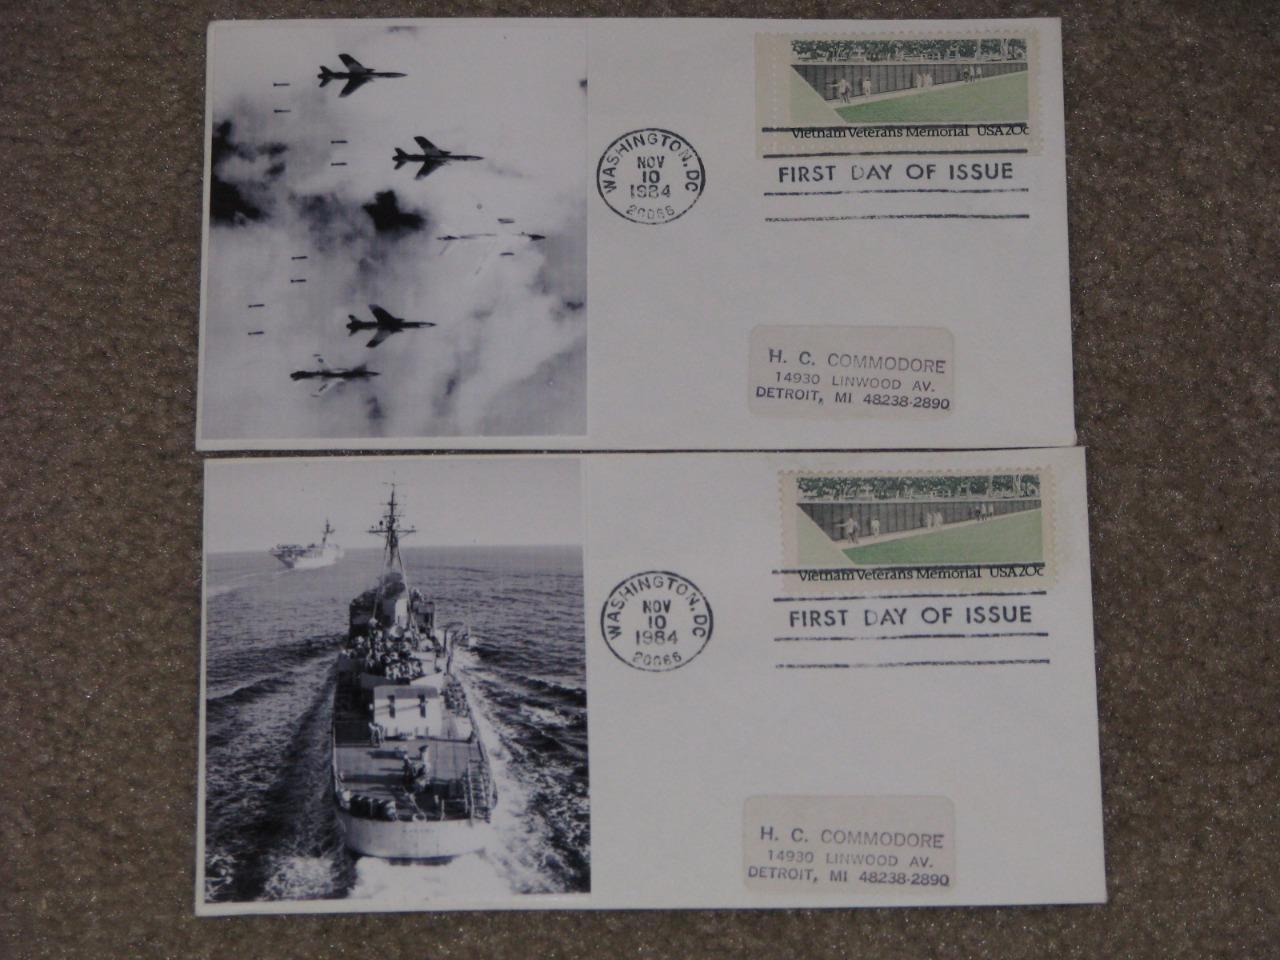 Vietnam Veterans Memorial USA 20c
WASHINGTON, DC
NOV
10
1984
20066
FIRST DAY OF ISSUE
H. C. COMMODORE
14930 LINWOOD AV.
DETROIT, MI 48238-2890
Vietnam Veterans Memorial USA 20c
WASHINGTON, DC
NOV
10
1984
20066
FIRST DAY OF ISSUE
H. C. COMMODORE
14930 LINWOOD AV.
DETROIT, MI 48238-2890